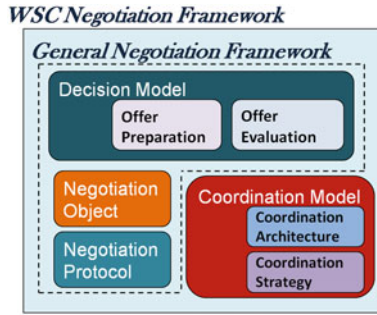 WSC Negotiation Framework
General Negotiation Framework
Decision Model
Offer
Preparation
Offer
Evaluation
Negotiation
Object
Negotiation
Protocol
Coordination Model
Coordination
Architecture
Coordination
Strategy